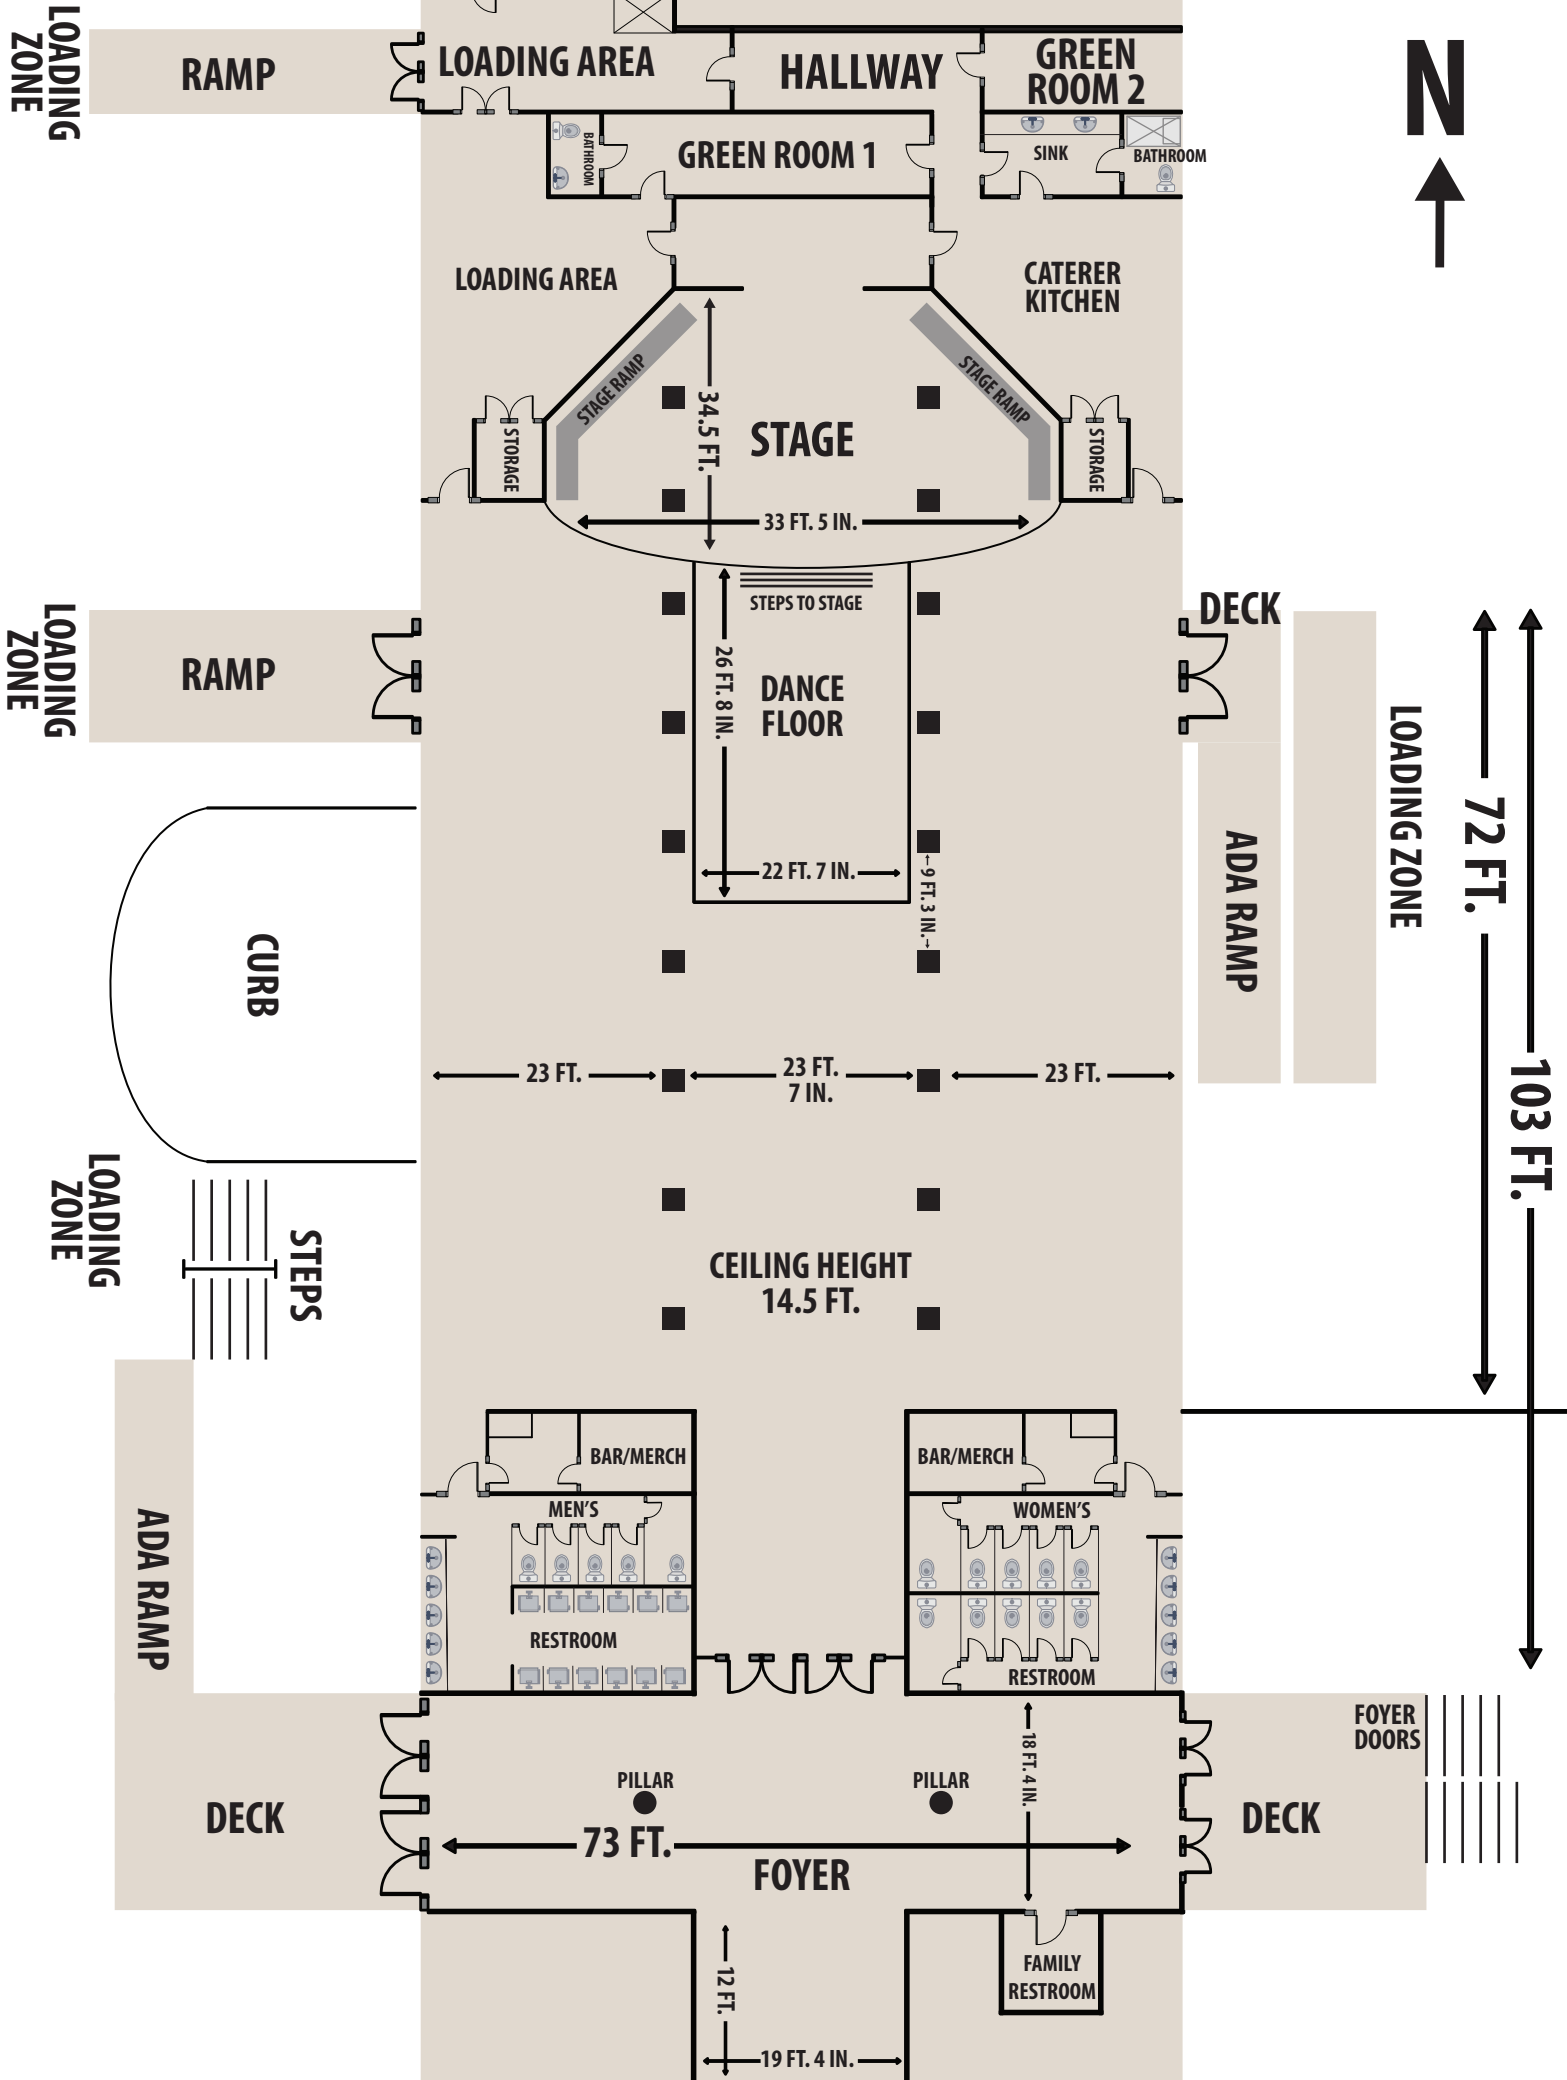 LOADING
ZONE
RAMP
LOADING AREA
HALLWAY
GREEN
ROOM 2
N
BATHROOM
GREEN ROOM 1
SINK
BATHROOM
LOADING AREA
CATERER
KITCHEN
STAGE RAMP
34.5 FT.
STAGE RAMP
STAGE
STORAGE
STORAGE
33 FT. 5 IN.
STEPS TO STAGE
DECK
LOADING
ZONE
RAMP
26 FT. 8 IN.
DANCE
FLOOR
LOADING ZONE
72 FT.
ADA RAMP
22 FT. 7 IN.
9 FT. 3 IN.
CURB
23 FT.
23 FT.
7 IN.
23 FT.
103 FT.
LOADING
ZONE
STEPS
CEILING HEIGHT
14.5 FT.
BAR/MERCH
BAR/MERCH
MEN'S
WOMEN'S
ADA RAMP
RESTROOM
RESTROOM
FOYER
DOORS
18 FT. 4 IN.
PILLAR
PILLAR
DECK
DECK
73 FT.
FOYER
FAMILY
RESTROOM
12 FT.
19 FT. 4 IN.